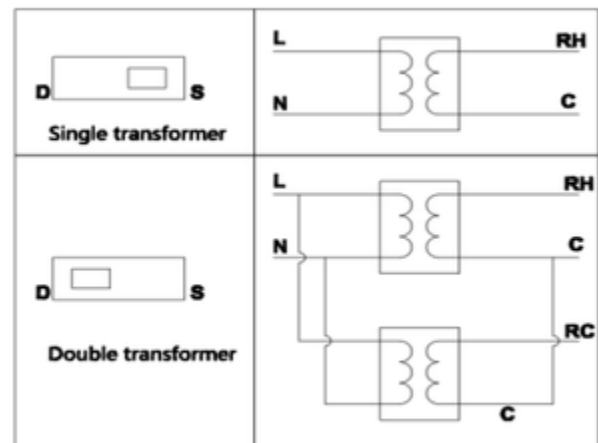 L RH
D S
N C
Single transformer
L RH
N C
D S
RC
Double transformer
C